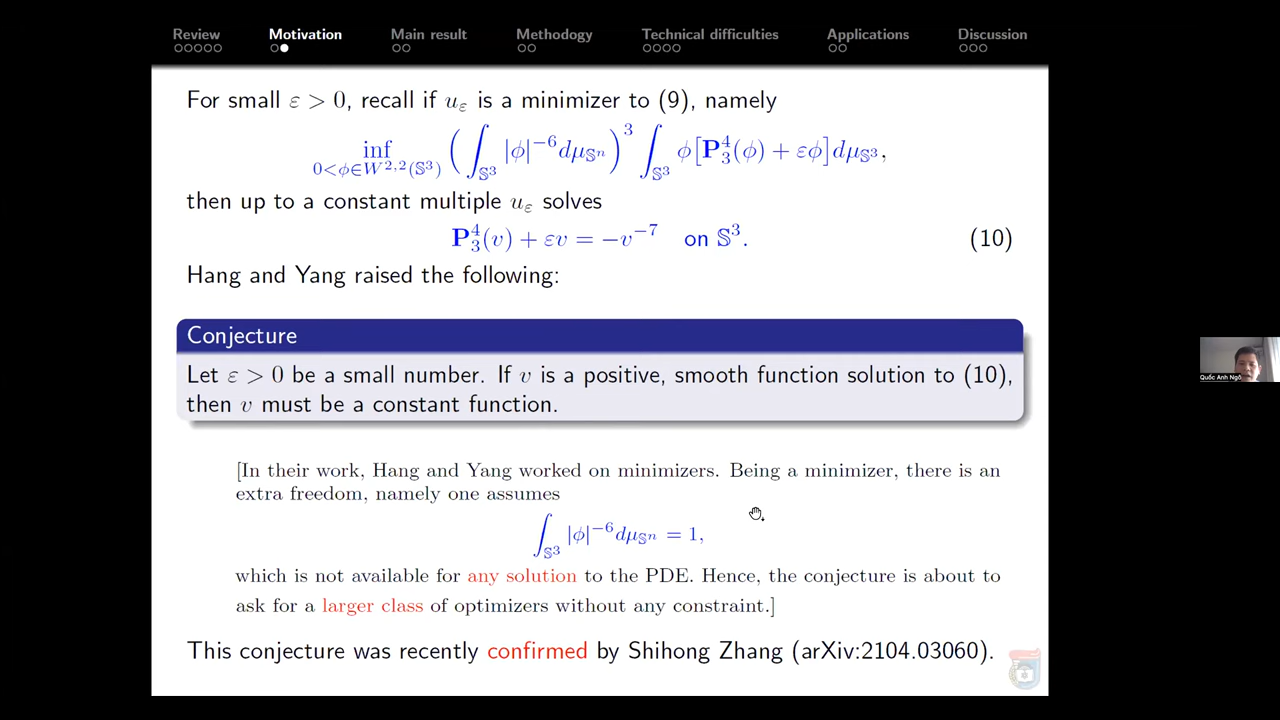 Review Motivation Main result Methodogy Technical difficulties Applications Discussion
For small ε > 0, recall if u_ε is a minimizer to (9), namely
inf_{0<φ∈W^{2,2}(𝕊^3)} ( ∫_{𝕊^3} |φ|^{−6} dμ_{𝕊^n} )^3 ∫_{𝕊^3} φ[𝐏_3^4(φ) + εφ] dμ_{𝕊^3},
then up to a constant multiple u_ε solves
𝐏_3^4(v) + εv = −v^{−7} on 𝕊^3. (10)
Hang and Yang raised the following:
Conjecture
Let ε > 0 be a small number. If v is a positive, smooth function solution to (10),
then v must be a constant function.
[In their work, Hang and Yang worked on minimizers. Being a minimizer, there is an
extra freedom, namely one assumes
∫_{𝕊^3} |φ|^{−6} dμ_{𝕊^n} = 1,
which is not available for any solution to the PDE. Hence, the conjecture is about to
ask for a larger class of optimizers without any constraint.]
This conjecture was recently confirmed by Shihong Zhang (arXiv:2104.03060).
Quốc Anh Ngô